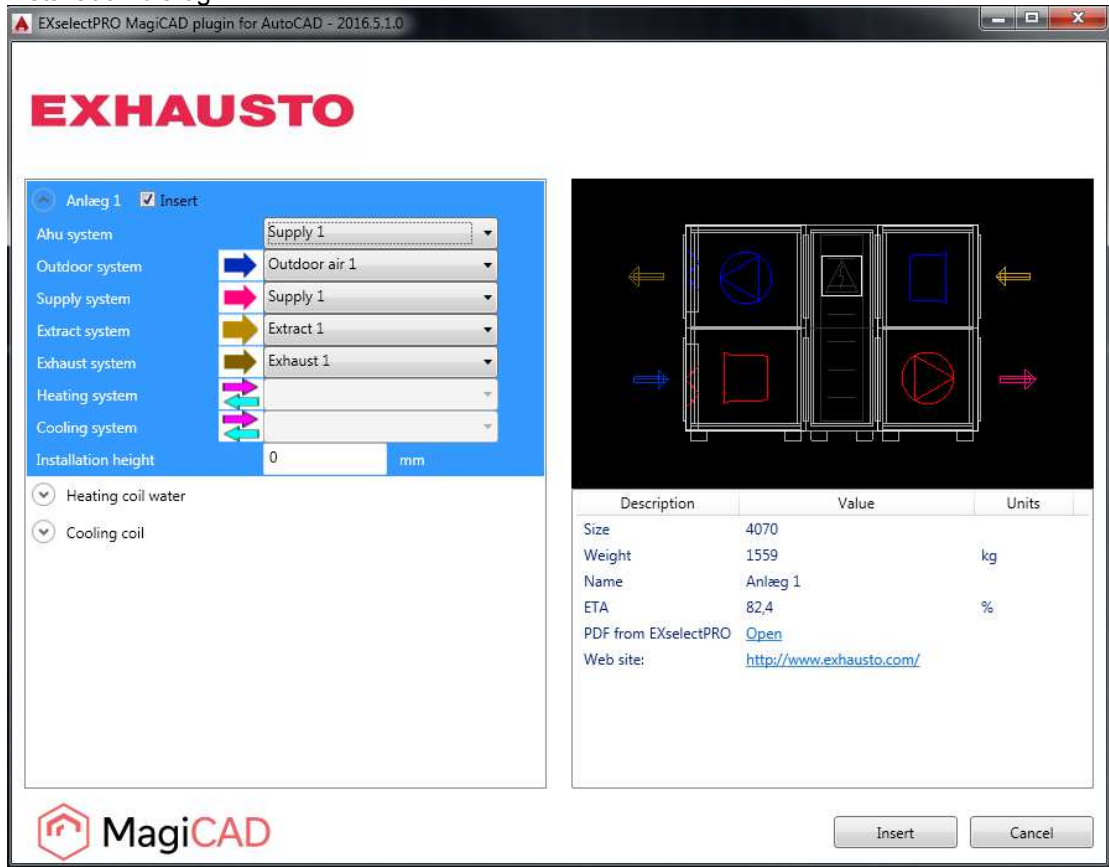 EXselectPRO MagiCAD plugin for AutoCAD - 2016.5.1.0
EXHAUSTO
Anlæg 1 Insert
Ahu system Supply 1
Outdoor system Outdoor air 1
Supply system Supply 1
Extract system Extract 1
Exhaust system Exhaust 1
Heating system
Cooling system
Installation height 0 mm
Heating coil water
Cooling coil
Description Value Units
Size 4070
Weight 1559 kg
Name Anlæg 1
ETA 82,4 %
PDF from EXselectPRO Open
Web site: http://www.exhausto.com/
MagiCAD
Insert Cancel